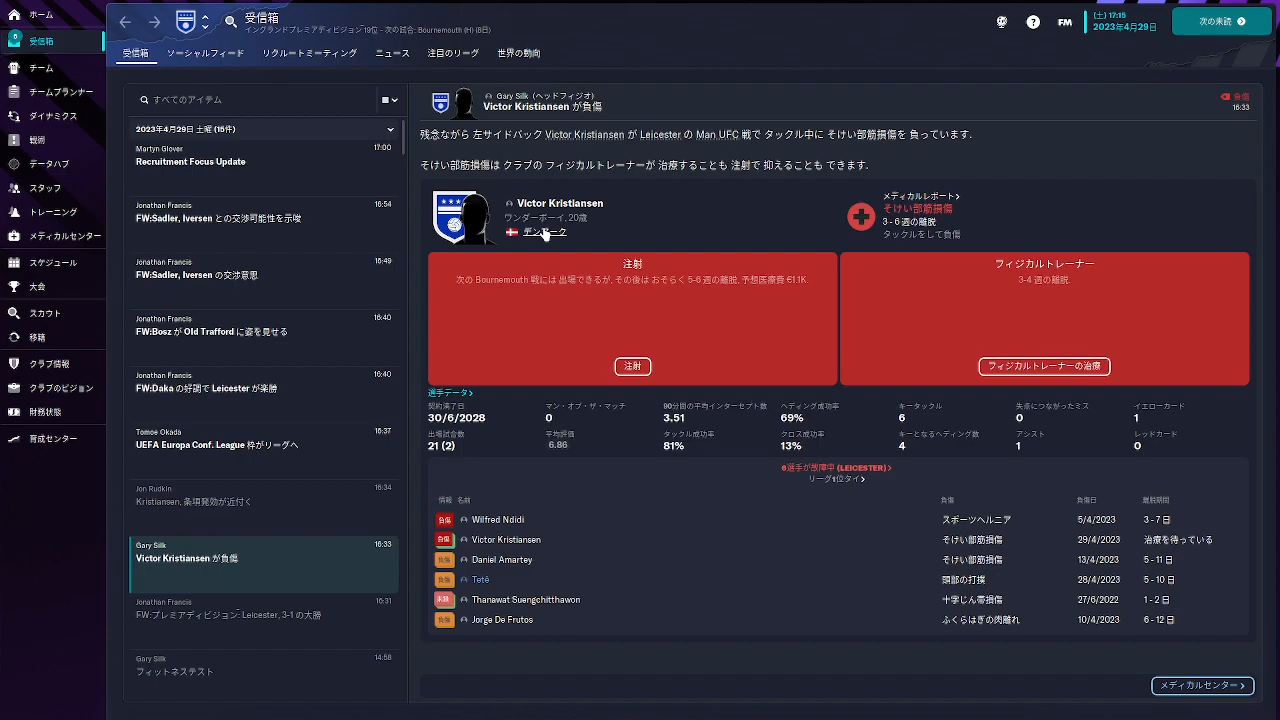 ホーム
6
受信箱
チーム
チームプランナー
ダイナミクス
戦術
データハブ
スタッフ
トレーニング
メディカルセンター
スケジュール
大会
スカウト
移籍
クラブ情報
クラブのビジョン
財務状態
育成センター
受信箱
イングランドプレミアディビジョン 19位 - 次の試合: Bournemouth (H) (8日)
FM
(土) 17:15
2023年4月29日
次の未読
受信箱
ソーシャルフィード
リクルートミーティング
ニュース
注目のリーグ
世界の動向
すべてのアイテム
2023年4月29日 土曜 (15件)
Martyn Glover
17:00
Recruitment Focus Update
Jonathan Francis
16:54
FW:Sadler, Iversen との交渉可能性を示唆
Jonathan Francis
16:49
FW:Sadler, Iversen の交渉意思
Jonathan Francis
16:40
FW:Bosz が Old Trafford に姿を見せる
Jonathan Francis
16:40
FW:Daka の好調で Leicester が楽勝
Tomoe Okada
16:37
UEFA Europa Conf. League 枠がリーグへ
Jon Rudkin
16:34
Kristiansen, 条項発効が近付く
Gary Silk
16:33
Victor Kristiansen が負傷
Jonathan Francis
16:31
FW:プレミアディビジョン: Leicester, 3-1 の大勝
Gary Silk
14:58
フィットネステスト
Gary Silk (ヘッドフィジオ)
Victor Kristiansen が負傷
負傷
16:33
残念ながら 左サイドバック Victor Kristiansen が Leicester の Man UFC 戦で タックル中に そけい部筋損傷を 負っています.
そけい部筋損傷は クラブの フィジカルトレーナーが 治療することも 注射で 抑えることも できます.
Victor Kristiansen
ワンダーボーイ, 20歳
デンマーク
メディカルレポート
そけい部筋損傷
3 - 6 週の離脱
タックルをして負傷
注射
次の Bournemouth 戦には 出場できるが, その後は おそらく 5-6 週の離脱. 予想医療費 €1.1K.
注射
フィジカルトレーナー
3-4 週の離脱.
フィジカルトレーナーの治療
選手データ
契約満了日
30/6/2028
マン・オブ・ザ・マッチ
0
90分間の平均インターセプト数
3.51
ヘディング成功率
69%
キータックル
6
失点につながったミス
0
イエローカード
1
出場試合数
21 (2)
平均評価
6.86
タックル成功率
81%
クロス成功率
13%
キーとなるヘディング数
4
アシスト
1
レッドカード
0
6選手が故障中 (LEICESTER)
リーグ1位タイ
情報 名前 負傷 負傷日 離脱期間
負傷 Wilfred Ndidi スポーツヘルニア 5/4/2023 3 - 7 日
負傷 Victor Kristiansen そけい部筋損傷 29/4/2023 治療を待っている
負傷 Daniel Amartey そけい部筋損傷 13/4/2023 5 - 11 日
負傷 Tetê 頭部の打撲 28/4/2023 5 - 10 日
Thanawat Suengchitthawon 十字じん帯損傷 27/6/2022 1 - 2 日
負傷 Jorge De Frutos ふくらはぎの肉離れ 10/4/2023 6 - 12 日
メディカルセンター